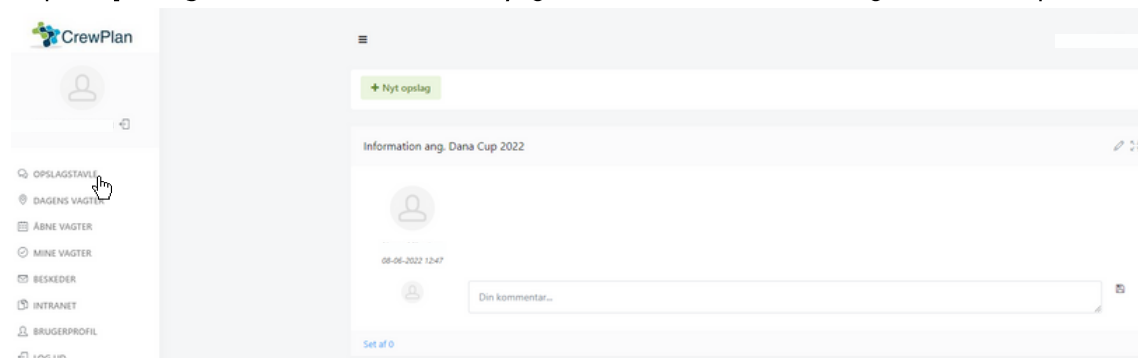 CrewPlan
+ Nyt opslag
Information ang. Dana Cup 2022
OPSLAGSTAVLE
DAGENS VAGTER
ÅBNE VAGTER
MINE VAGTER
BESKEDER
INTRANET
BRUGERPROFIL
08-06-2022 12:47
Din kommentar...
Set af 0